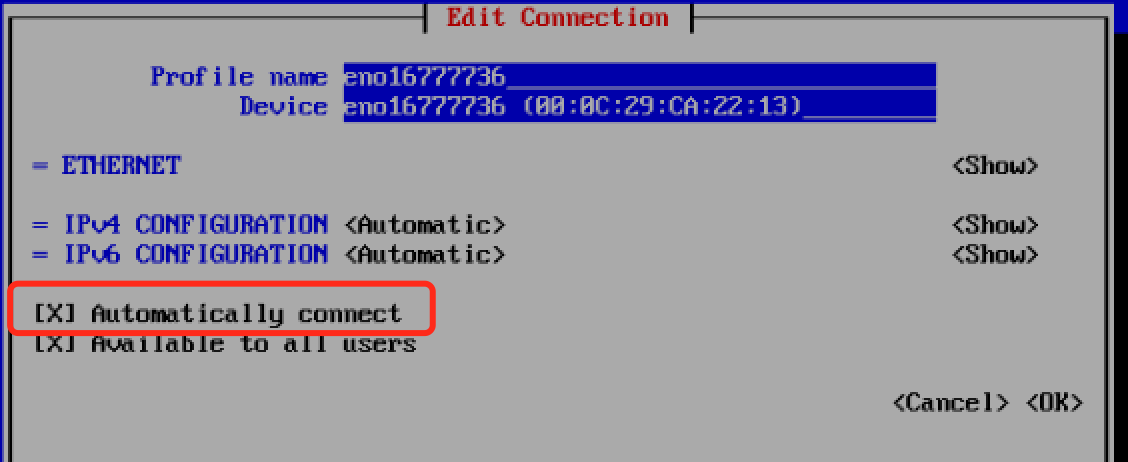 Edit Connection
Profile name eno16777736
Device eno16777736 (00:0C:29:CA:22:13)
= ETHERNET <Show>
= IPv4 CONFIGURATION <Automatic> <Show>
= IPv6 CONFIGURATION <Automatic> <Show>
[X] Automatically connect
[X] Available to all users
<Cancel> <OK>